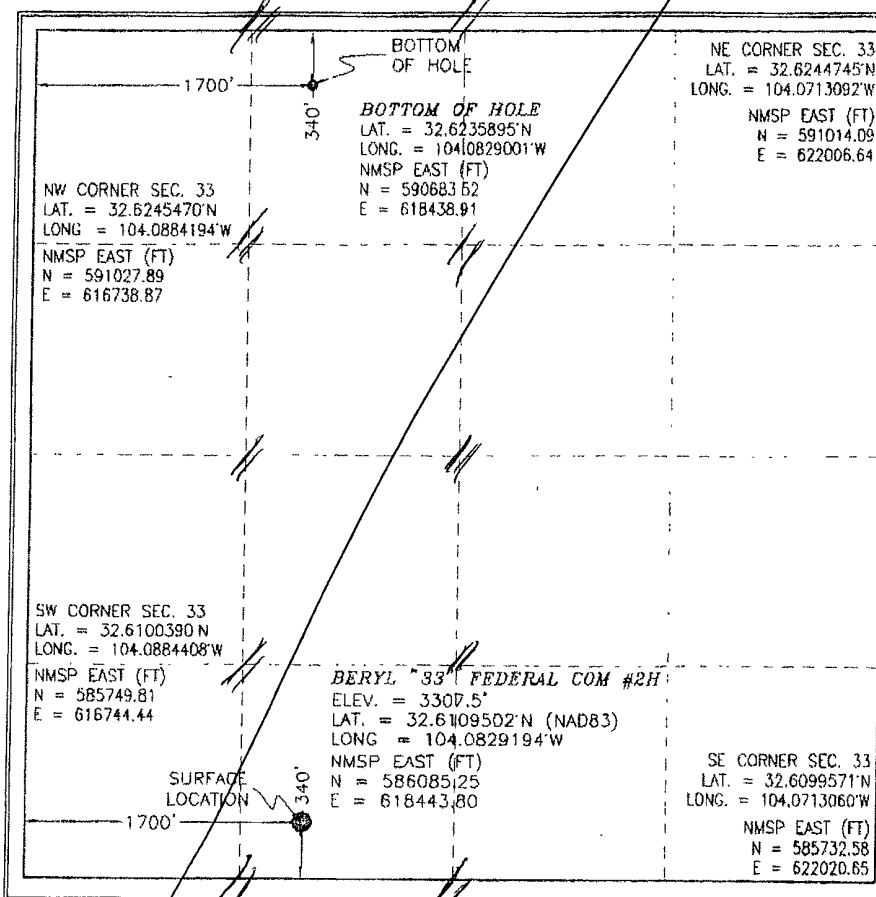 BOTTOM
OF HOLE
1700'
340'
BOTTOM OF HOLE
LAT. = 32.6235895'N
LONG. = 104.0829001'W
NMSP EAST (FT)
N = 590683.52
E = 618438.91
NE CORNER SEC. 33
LAT. = 32.6244745'N
LONG. = 104.0713092'W
NMSP EAST (FT)
N = 591014.09
E = 622006.64
NW CORNER SEC. 33
LAT. = 32.6245470'N
LONG = 104.0884194'W
NMSP EAST (FT)
N = 591027.89
E = 616738.87
SW CORNER SEC. 33
LAT. = 32.6100390 N
LONG. = 104.0884408'W
NMSP EAST (FT)
N = 585749.81
E = 616744.44
BERYL "33" FEDERAL COM #2H
ELEV. = 3307.5'
LAT. = 32.6109502'N (NAD83)
LONG = 104.0829194'W
NMSP EAST (FT)
N = 586085.25
E = 618443.80
SURFACE
LOCATION
1700'
340'
SE CORNER SEC. 33
LAT. = 32.6099571'N
LONG. = 104.0713060'W
NMSP EAST (FT)
N = 585732.58
E = 622020.65